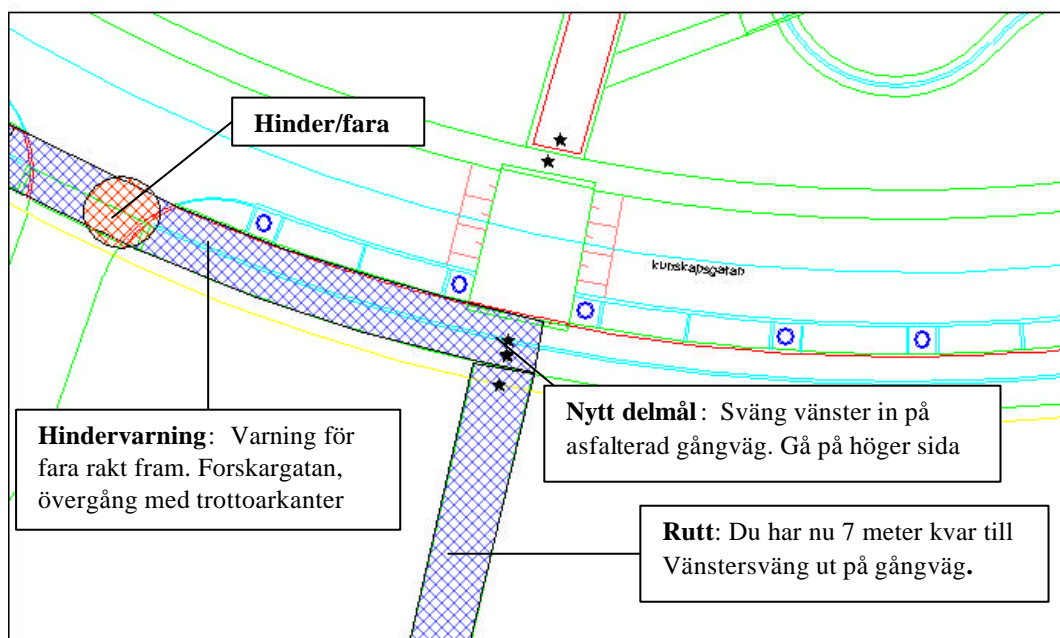 Hinder/fara
kunskapsgatan
Hindervarning: Varning för
fara rakt fram. Forskargatan,
övergång med trottoarkanter
Nytt delmål: Sväng vänster in på
asfalterad gångväg. Gå på höger sida
Rutt: Du har nu 7 meter kvar till
Vänstersväng ut på gångväg.